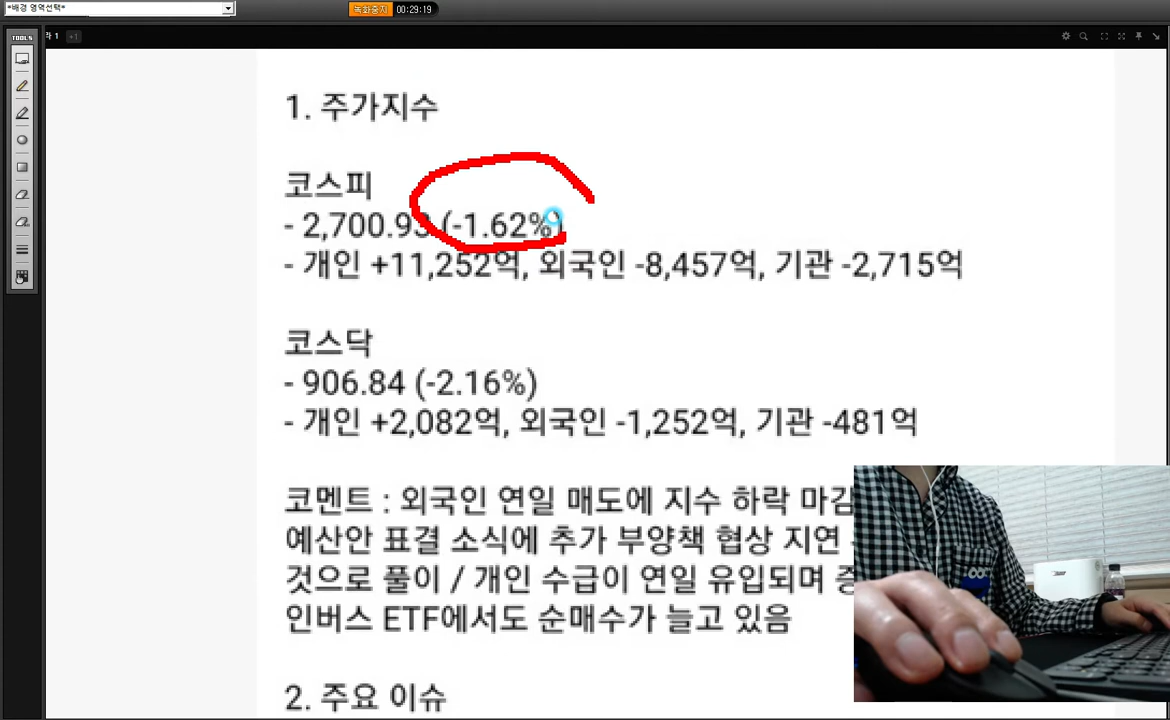 *배경 영역선택*
녹화중지 00:29:19
TOOLS
1 +1
1. 주가지수
코스피
- 2,700.93 (-1.62%)
- 개인 +11,252억, 외국인 -8,457억, 기관 -2,715억
코스닥
- 906.84 (-2.16%)
- 개인 +2,082억, 외국인 -1,252억, 기관 -481억
코멘트 : 외국인 연일 매도에 지수 하락 마감
예산안 표결 소식에 추가 부양책 협상 지연
것으로 풀이 / 개인 수급이 연일 유입되며
인버스 ETF에서도 순매수가 늘고 있음
2. 주요 이슈